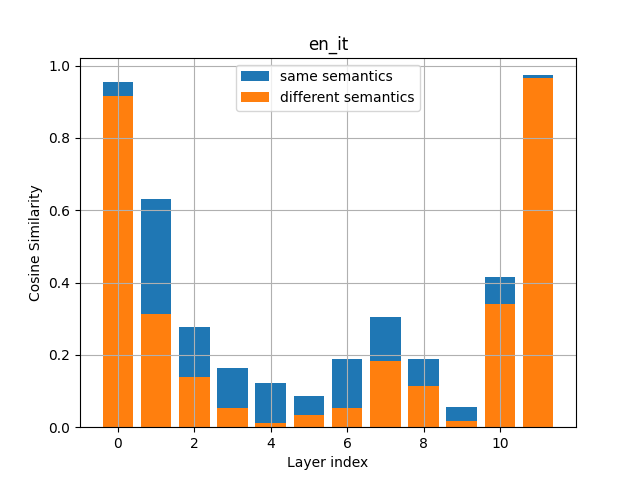 en_it
same semantics
different semantics
Cosine Similarity
1.0
0.8
0.6
0.4
0.2
0.0
0 2 4 6 8 10
Layer index